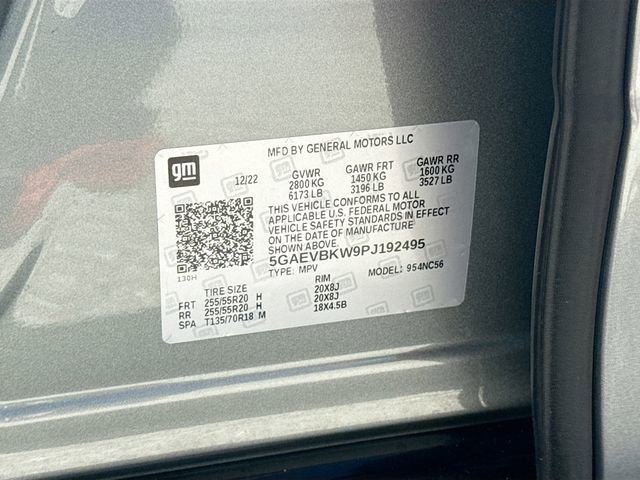 MFD BY GENERAL MOTORS LLC
gm
12/22 GVWR GAWR FRT GAWR RR
2800 KG 1450 KG 1600 KG
6173 LB 3196 LB 3527 LB
THIS VEHICLE CONFORMS TO ALL
APPLICABLE U.S. FEDERAL MOTOR
VEHICLE SAFETY STANDARDS IN EFFECT
ON THE DATE OF MANUFACTURE
SHOWN ABOVE.
5GAEVBKW9PJ192495
130H TYPE: MPV MODEL: 954NC56
TIRE SIZE RIM
FRT 255/55R20 H 20X8J
RR 255/55R20 H 20X8J
SPA T135/70R18 M 18X4.5B